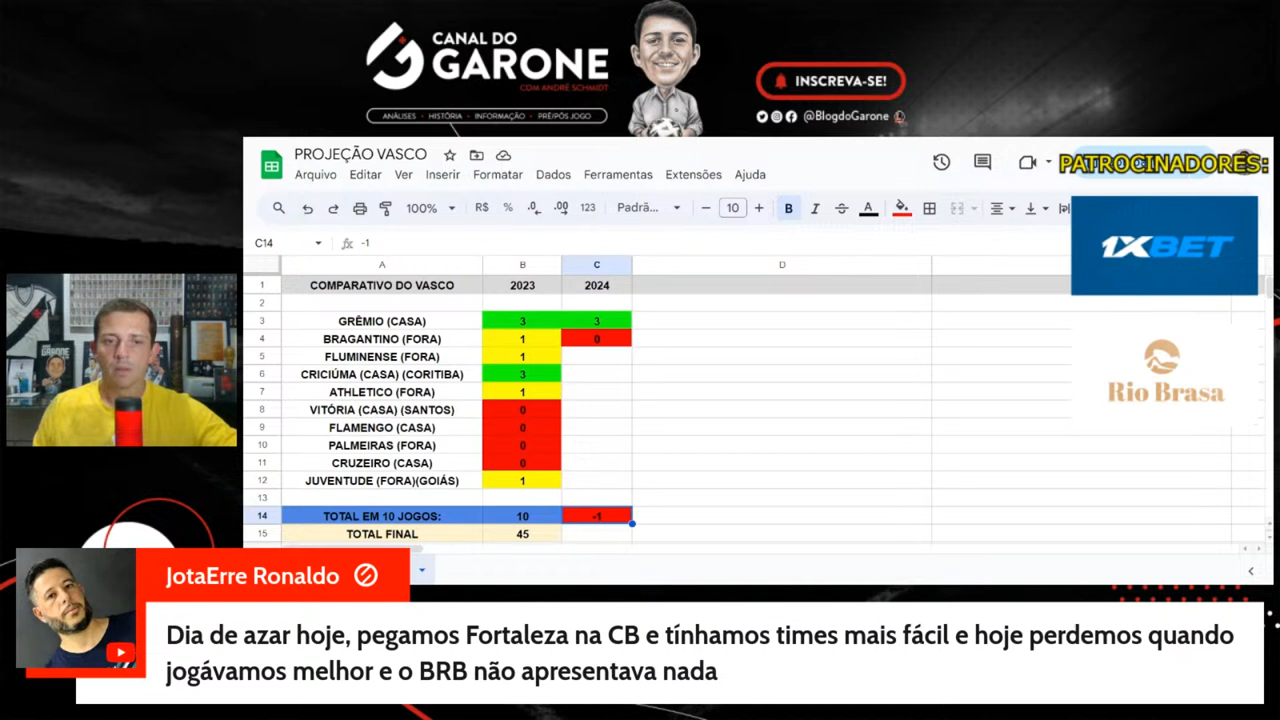 CANAL DO
GARONE
COM ANDRÉ SCHMIDT
ANÁLISES • HISTÓRIA • INFORMAÇÃO • PRÉ/PÓS JOGO
INSCREVA-SE!
@BlogdoGarone
PROJEÇÃO VASCO
Arquivo Editar Ver Inserir Formatar Dados Ferramentas Extensões Ajuda
PATROCINADORES:
100% R$ % .0 .00 123 Padrã... − 10 + B I A
C14 fx -1
A B C D
1 COMPARATIVO DO VASCO 2023 2024
2
3 GRÊMIO (CASA) 3 3
4 BRAGANTINO (FORA) 1 0
5 FLUMINENSE (FORA) 1
6 CRICIÚMA (CASA) (CORITIBA) 3
7 ATHLETICO (FORA) 1
8 VITÓRIA (CASA) (SANTOS) 0
9 FLAMENGO (CASA) 0
10 PALMEIRAS (FORA) 0
11 CRUZEIRO (CASA) 0
12 JUVENTUDE (FORA)(GOIÁS) 1
13
14 TOTAL EM 10 JOGOS: 10 -1
15 TOTAL FINAL 45
1XBET
Rio Brasa
GARONE
JotaErre Ronaldo
Dia de azar hoje, pegamos Fortaleza na CB e tínhamos times mais fácil e hoje perdemos quando
jogávamos melhor e o BRB não apresentava nada